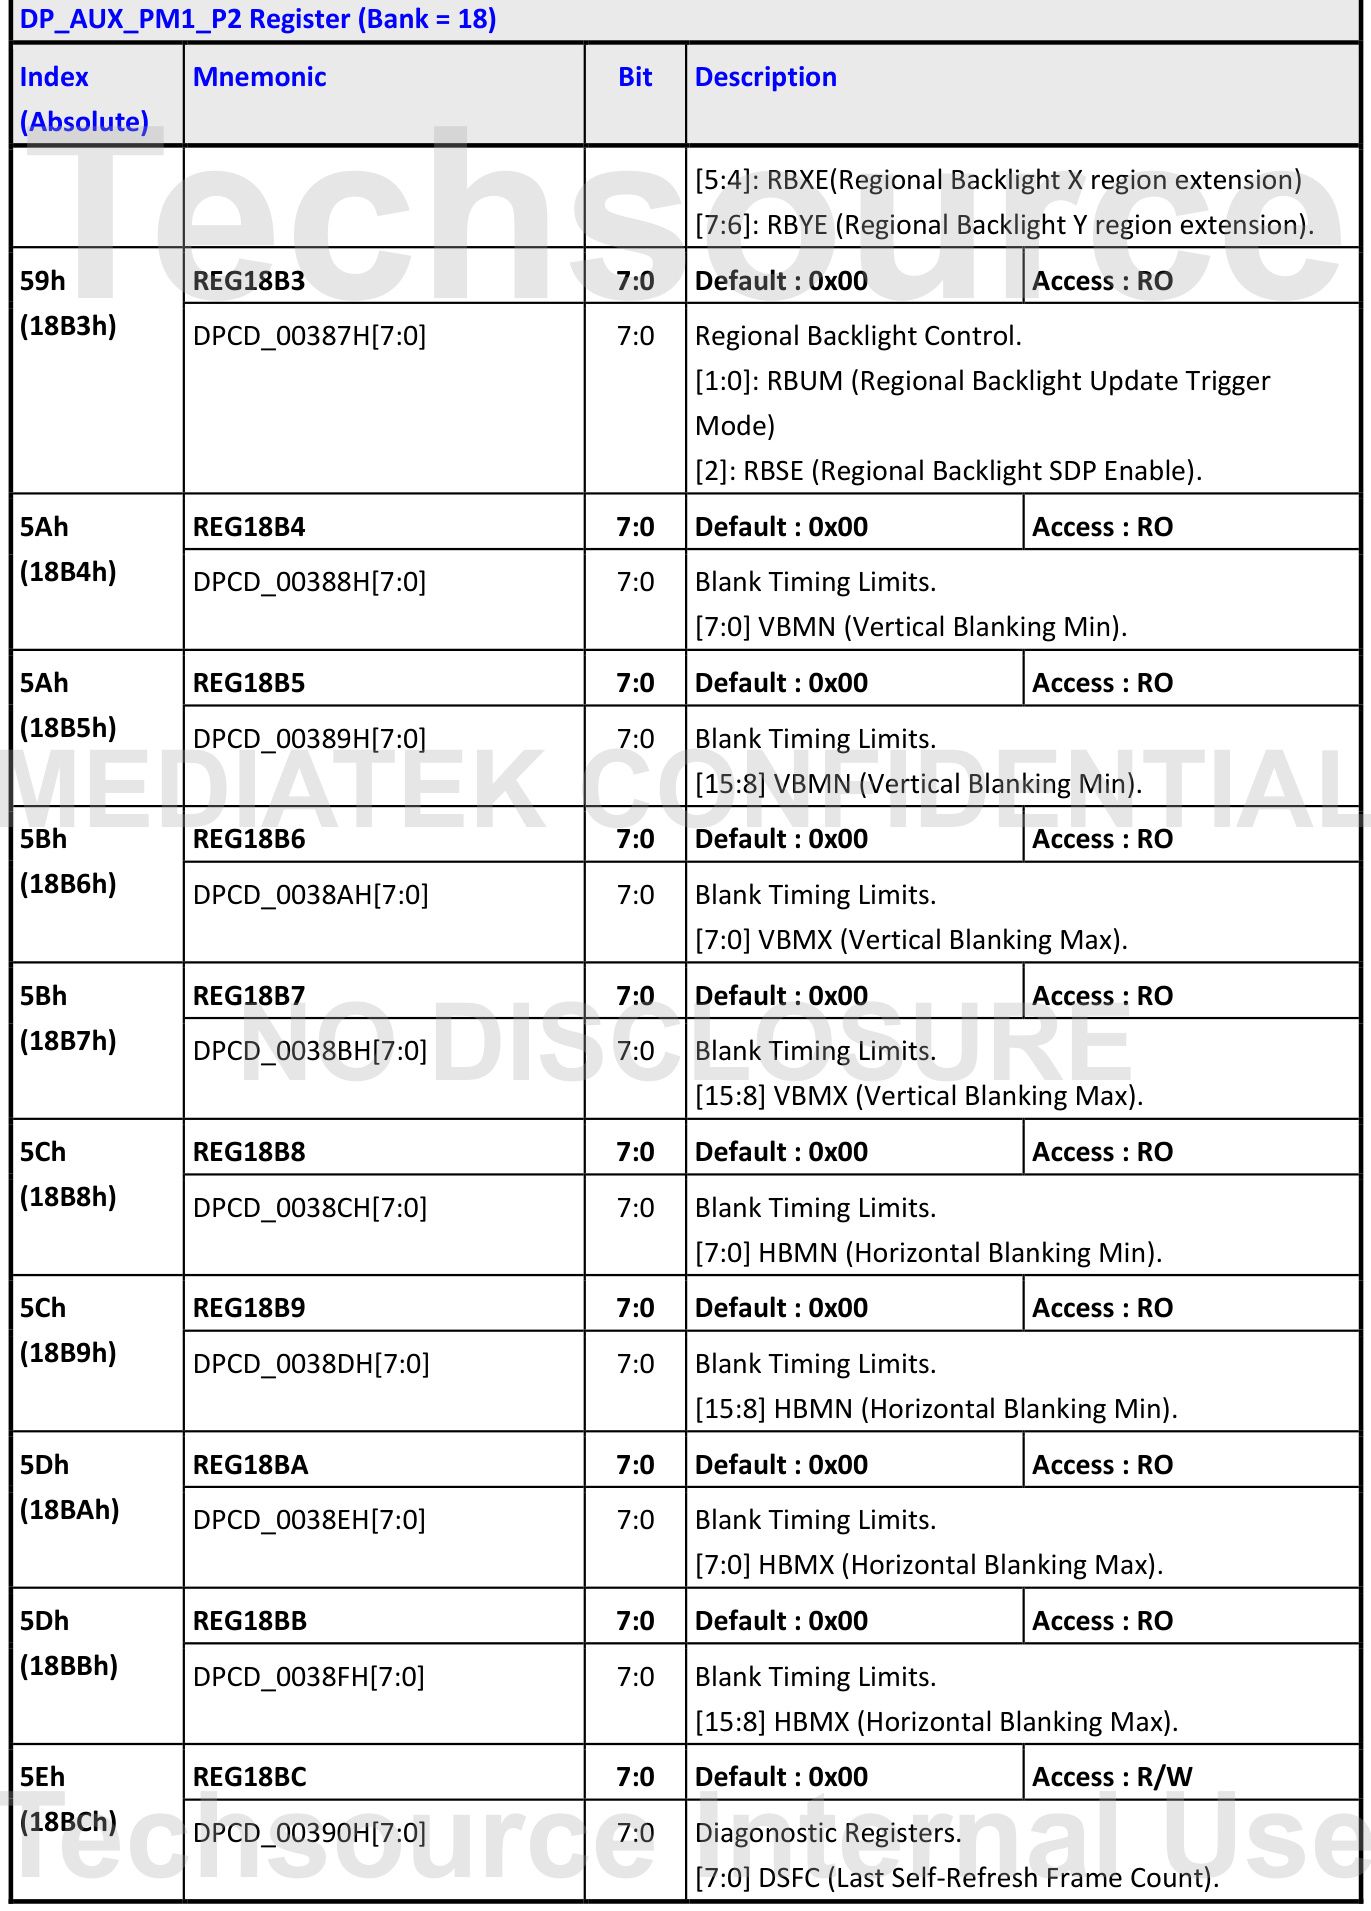 DP_AUX_PM1_P2 Register (Bank = 18)
Index (Absolute) Mnemonic Bit Description
[5:4]: RBXE(Regional Backlight X region extension)
[7:6]: RBYE (Regional Backlight Y region extension).
59h REG18B3 7:0 Default : 0x00 Access : RO
(18B3h) DPCD_00387H[7:0] 7:0 Regional Backlight Control.
[1:0]: RBUM (Regional Backlight Update Trigger
Mode)
[2]: RBSE (Regional Backlight SDP Enable).
5Ah REG18B4 7:0 Default : 0x00 Access : RO
(18B4h) DPCD_00388H[7:0] 7:0 Blank Timing Limits.
[7:0] VBMN (Vertical Blanking Min).
5Ah REG18B5 7:0 Default : 0x00 Access : RO
(18B5h) DPCD_00389H[7:0] 7:0 Blank Timing Limits.
[15:8] VBMN (Vertical Blanking Min).
5Bh REG18B6 7:0 Default : 0x00 Access : RO
(18B6h) DPCD_0038AH[7:0] 7:0 Blank Timing Limits.
[7:0] VBMX (Vertical Blanking Max).
5Bh REG18B7 7:0 Default : 0x00 Access : RO
(18B7h) DPCD_0038BH[7:0] 7:0 Blank Timing Limits.
[15:8] VBMX (Vertical Blanking Max).
5Ch REG18B8 7:0 Default : 0x00 Access : RO
(18B8h) DPCD_0038CH[7:0] 7:0 Blank Timing Limits.
[7:0] HBMN (Horizontal Blanking Min).
5Ch REG18B9 7:0 Default : 0x00 Access : RO
(18B9h) DPCD_0038DH[7:0] 7:0 Blank Timing Limits.
[15:8] HBMN (Horizontal Blanking Min).
5Dh REG18BA 7:0 Default : 0x00 Access : RO
(18BAh) DPCD_0038EH[7:0] 7:0 Blank Timing Limits.
[7:0] HBMX (Horizontal Blanking Max).
5Dh REG18BB 7:0 Default : 0x00 Access : RO
(18BBh) DPCD_0038FH[7:0] 7:0 Blank Timing Limits.
[15:8] HBMX (Horizontal Blanking Max).
5Eh REG18BC 7:0 Default : 0x00 Access : R/W
(18BCh) DPCD_00390H[7:0] 7:0 Diagonostic Registers.
[7:0] DSFC (Last Self-Refresh Frame Count).
Techsource
MEDIATEK CONFIDENTIAL
NO DISCLOSURE
Techsource Internal Use